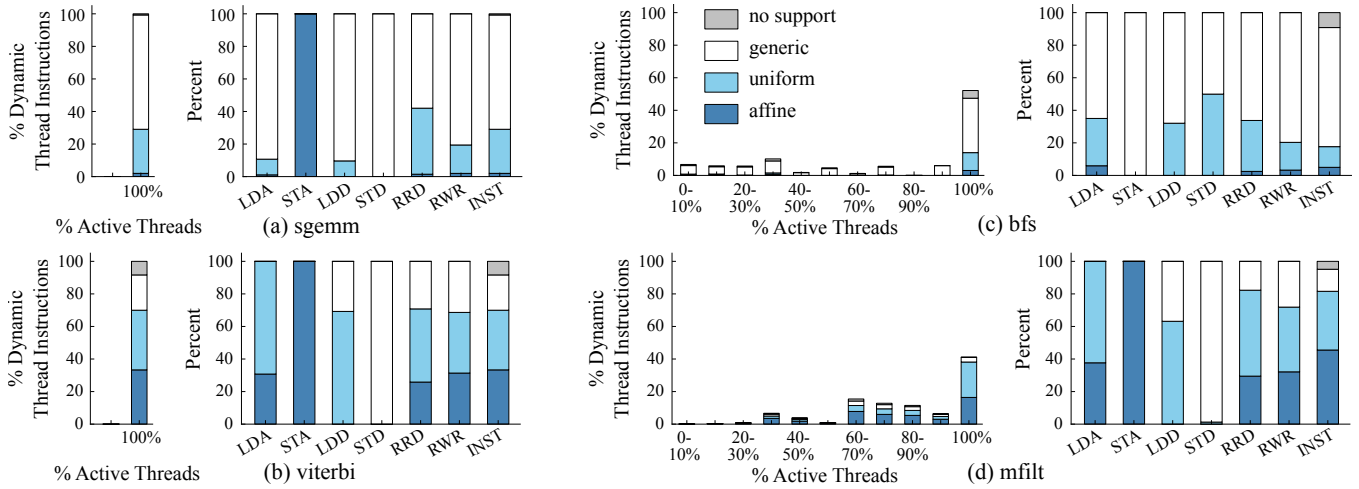 % Dynamic
Thread Instructions
100
80
60
40
20
0
100%
% Active Threads
Percent
100
80
60
40
20
0
LDA
STA
LDD
STD
RRD
RWR
INST
(a) sgemm
% Dynamic
Thread Instructions
100
80
60
40
20
0
no support
generic
uniform
affine
0-
10%
20-
30%
40-
50%
60-
70%
80-
90%
100%
% Active Threads
Percent
100
80
60
40
20
0
LDA
STA
LDD
STD
RRD
RWR
INST
(c) bfs
% Dynamic
Thread Instructions
100
80
60
40
20
0
100%
% Active Threads
Percent
100
80
60
40
20
0
LDA
STA
LDD
STD
RRD
RWR
INST
(b) viterbi
% Dynamic
Thread Instructions
100
80
60
40
20
0
0-
10%
20-
30%
40-
50%
60-
70%
80-
90%
100%
% Active Threads
Percent
100
80
60
40
20
0
LDA
STA
LDD
STD
RRD
RWR
INST
(d) mfilt